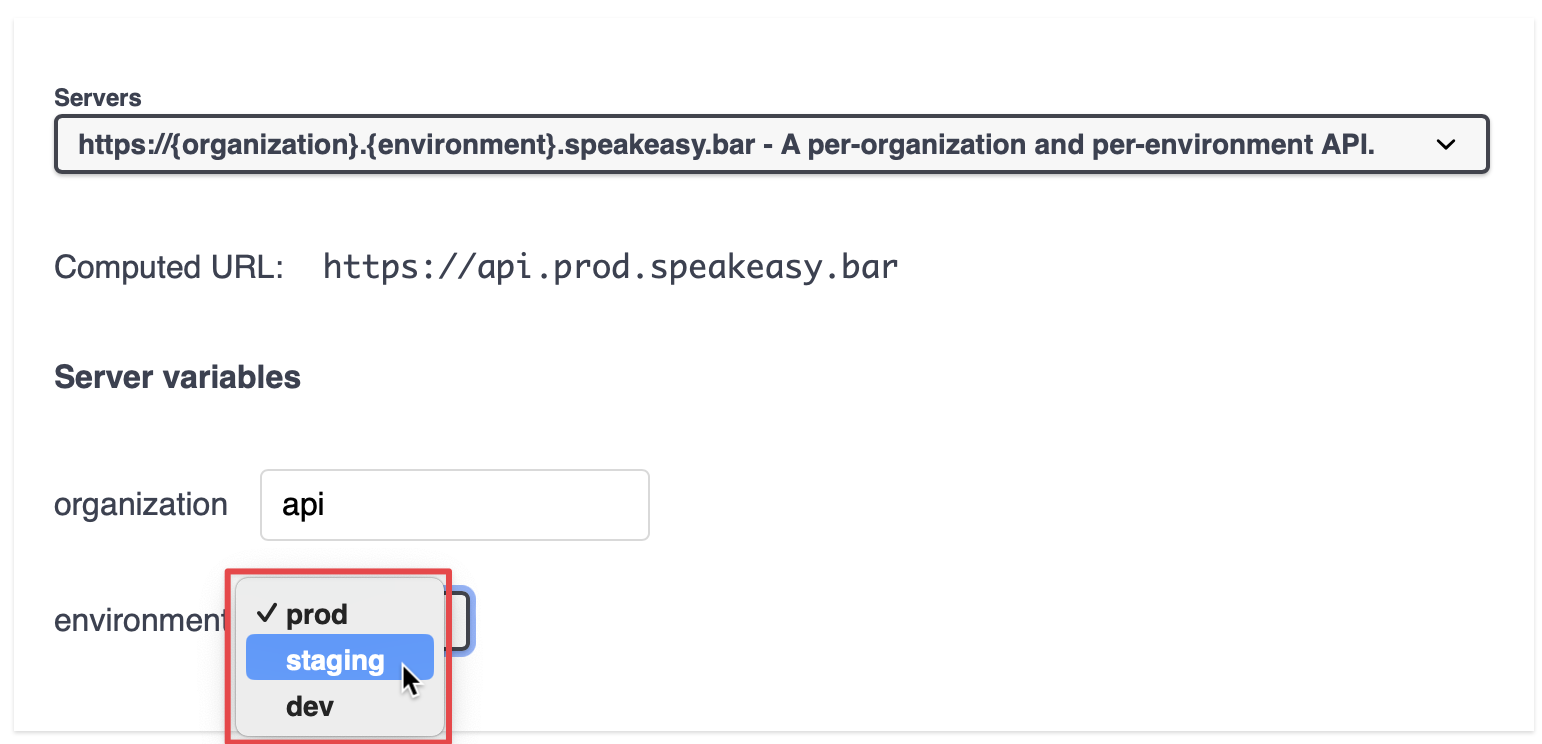 Servers
https://{organization}.{environment}.speakeasy.bar - A per-organization and per-environment API.
Computed URL: https://api.prod.speakeasy.bar
Server variables
organization api
environment
prod
staging
dev